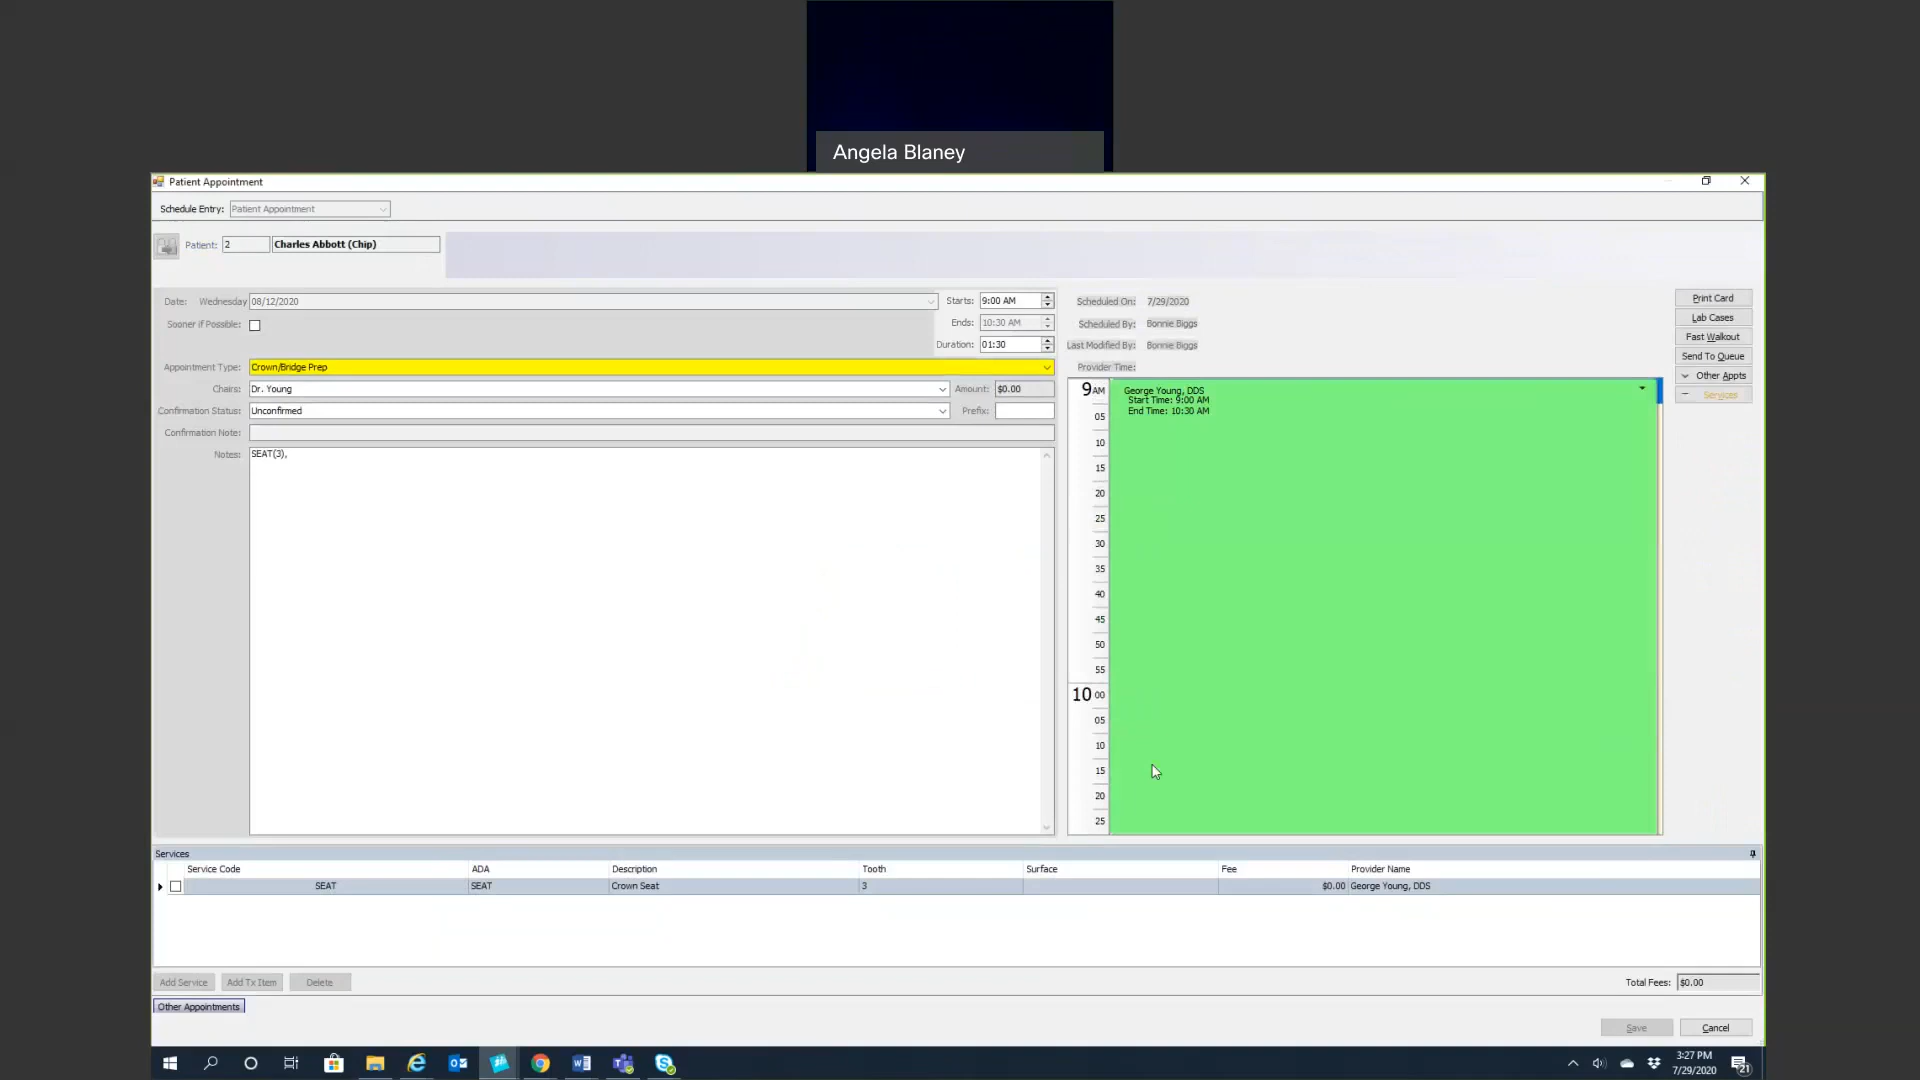 Angela Blaney
Patient Appointment
Schedule Entry: Patient Appointment
Patient: 2 Charles Abbott (Chip)
Date: Wednesday 08/12/2020 Starts: 9:00 AM Scheduled On: 7/29/2020 Print Card
Sooner if Possible: Ends: 10:30 AM Scheduled By: Bonnie Biggs Lab Cases
Fast Walkout
Duration: 01:30 Last Modified By: Bonnie Biggs
Send To Queue
Appointment Type: Crown/Bridge Prep Provider Time:
Other Appts
Chairs: Dr. Young Amount: $0.00
Services
Confirmation Status: Unconfirmed Prefix:
Confirmation Note:
Notes: SEAT(3),
9 AM George Young, DDS
Start Time: 9:00 AM
End Time: 10:30 AM
05
10
15
20
25
30
35
40
45
50
55
10 00
05
10
15
20
25
Services
Service Code ADA Description Tooth Surface Fee Provider Name
SEAT SEAT Crown Seat 3 $0.00 George Young, DDS
Add Service Add Tx Item Delete Total Fees: $0.00
Other Appointments
Save Cancel
3:27 PM
7/29/2020
21